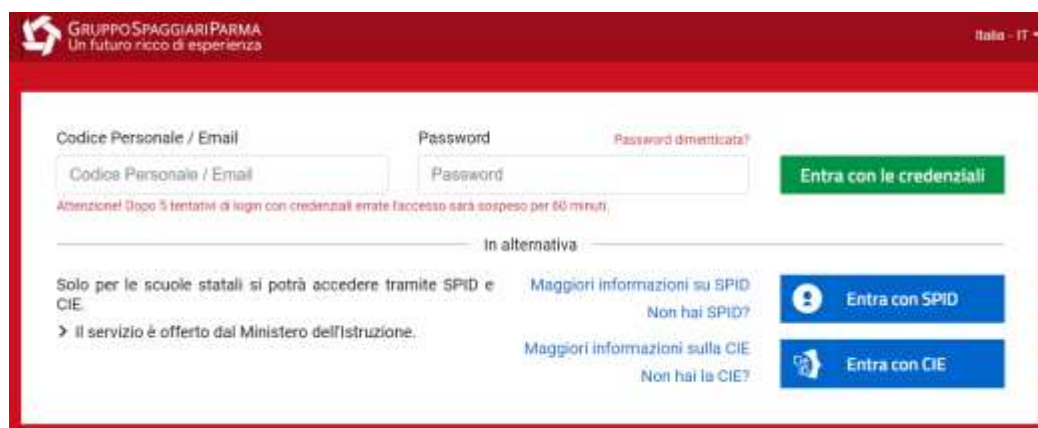 GRUPPO SPAGGIARI PARMA
Un futuro ricco di esperienza
Italia - IT
Codice Personale / Email
Password
Password dimenticata?
Codice Personale / Email
Password
Entra con le credenziali
Attenzione! Dopo 5 tentativi di login con credenziali errate l'accesso sarà sospeso per 60 minuti.
In alternativa
Solo per le scuole statali si potrà accedere tramite SPID e
CIE.
> Il servizio è offerto dal Ministero dell'Istruzione.
Maggiori informazioni su SPID
Non hai SPID?
Entra con SPID
Maggiori informazioni sulla CIE
Non hai la CIE?
Entra con CIE